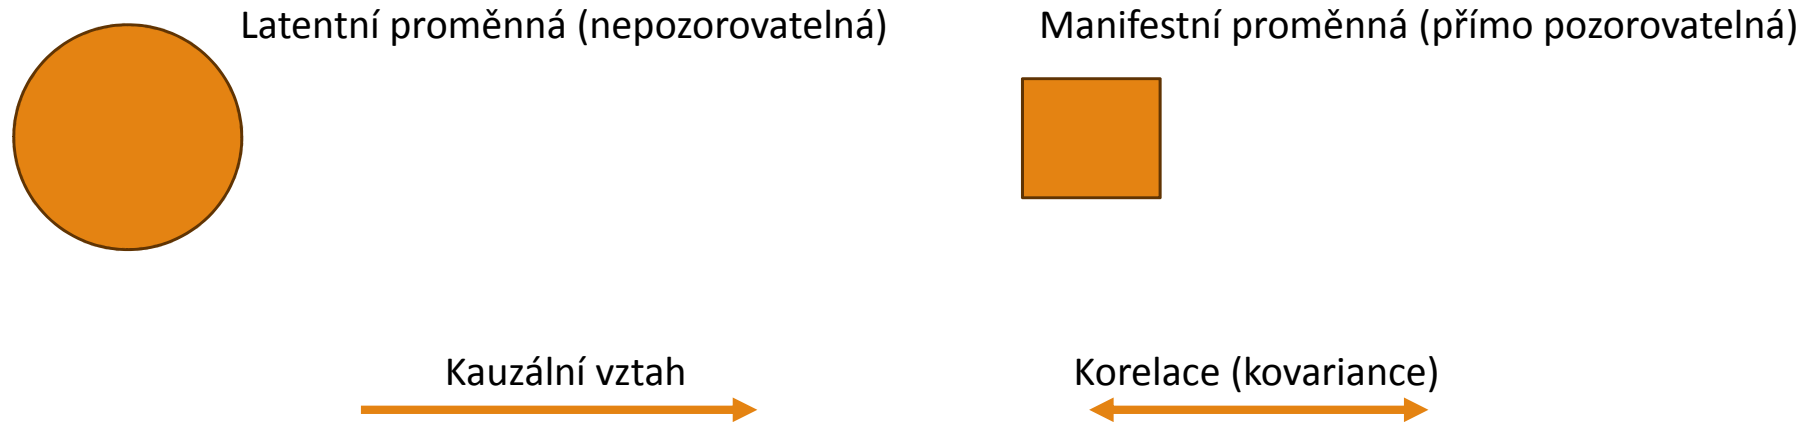 Latentní proměnná (nepozorovatelná)
Manifestní proměnná (přímo pozorovatelná)
Kauzální vztah
Korelace (kovariance)